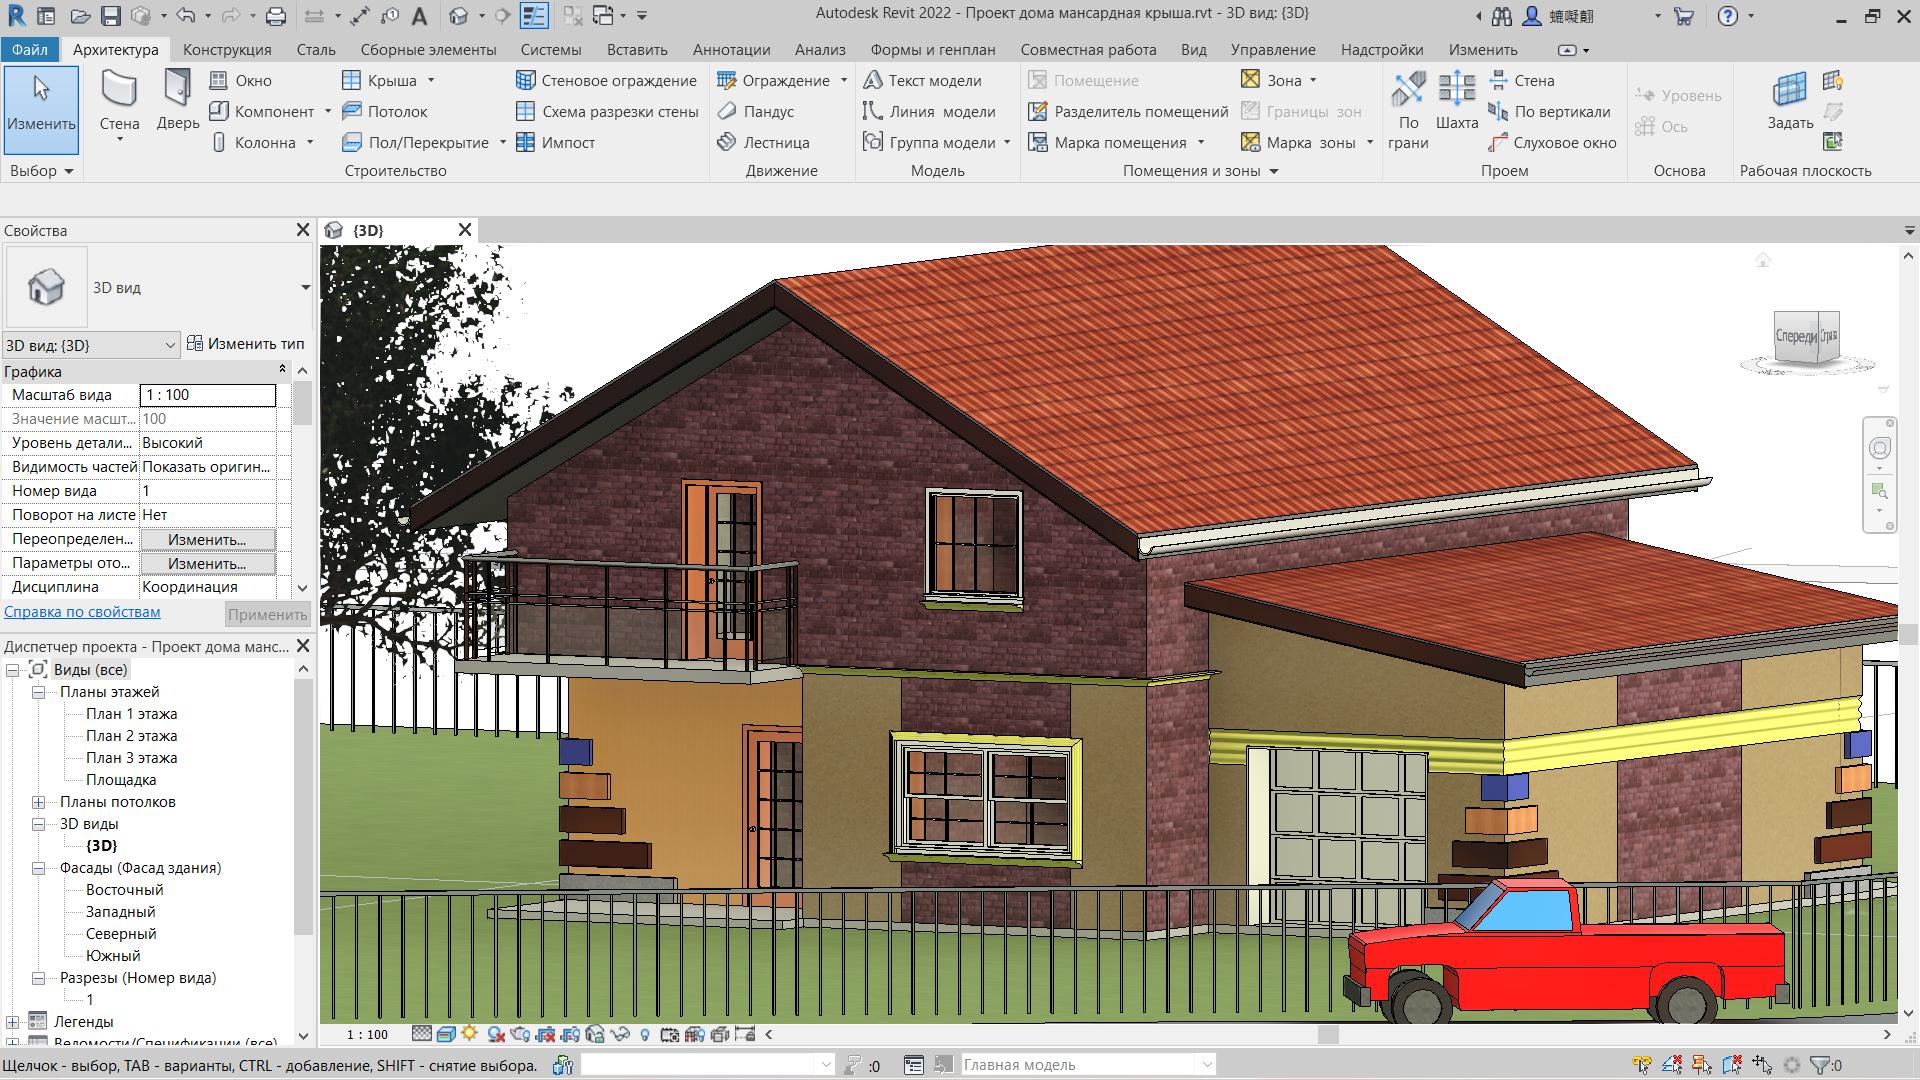 Autodesk Revit 2022 - Проект дома мансардная крыша.rvt - 3D вид: {3D}
Файл Архитектура Конструкция Сталь Сборные элементы Системы Вставить Аннотации Анализ Формы и генплан Совместная работа Вид Управление Надстройки Изменить
Изменить
Выбор
Стена
Дверь
Окно
Компонент
Колонна
Крыша
Потолок
Пол/Перекрытие
Стеновое ограждение
Схема разрезки стены
Импост
Строительство
Ограждение
Пандус
Лестница
Движение
Текст модели
Линия модели
Группа модели
Модель
Помещение
Разделитель помещений
Марка помещения
Зона
Границы зон
Марка зоны
Помещения и зоны
По грани
Шахта
Стена
По вертикали
Слуховое окно
Проем
Уровень
Ось
Основа
Задать
Рабочая плоскость
Свойства
3D вид
3D вид: {3D}
Изменить тип
Графика
Масштаб вида 1 : 100
Значение масшт... 100
Уровень детали... Высокий
Видимость частей Показать оригин...
Номер вида 1
Поворот на листе Нет
Переопределен... Изменить...
Параметры ото... Изменить...
Дисциплина Координация
Справка по свойствам Применить
Диспетчер проекта - Проект дома манс...
Виды (все)
Планы этажей
План 1 этажа
План 2 этажа
План 3 этажа
Площадка
Планы потолков
3D виды
{3D}
Фасады (Фасад здания)
Восточный
Западный
Северный
Южный
Разрезы (Номер вида)
1
Легенды
Ведомости/Спецификации (все)
{3D}
Спереди Справа
1 : 100
Щелчок - выбор, TAB - варианты, CTRL - добавление, SHIFT - снятие выбора.
:0
Главная модель
:0